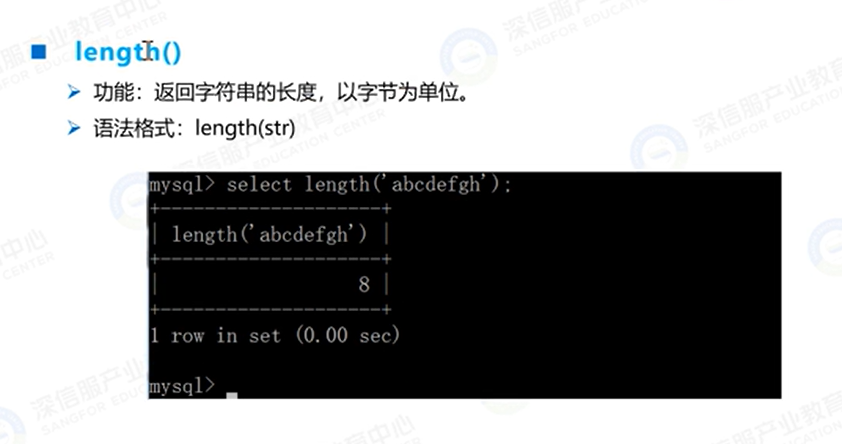 length()
功能：返回字符串的长度，以字节为单位。
语法格式：length(str)
mysql> select length('abcdefgh');
+--------------------+
| length('abcdefgh') |
+--------------------+
|                  8 |
+--------------------+
1 row in set (0.00 sec)
mysql>
深信服产业教育中心
SANGFOR EDUCATION CENTER